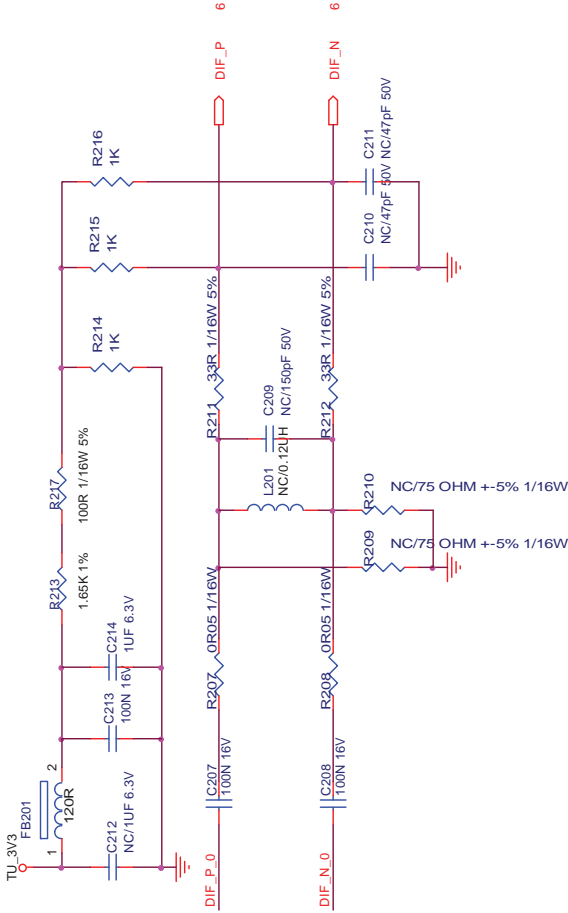 TU_3V3
FB201
1
2
120R
C212
NC/1UF 6.3V
C213
100N 16V
C214
1UF 6.3V
R213
1.65K 1%
R217
100R 1/16W 5%
R214
1K
R215
1K
R216
1K
DIF_P_0
C207
100N 16V
R207
0R05 1/16W
R211
33R 1/16W 5%
DIF_P
6
L201
NC/0.12UH
C209
NC/150pF 50V
DIF_N_0
C208
100N 16V
R208
0R05 1/16W
R212
33R 1/16W 5%
DIF_N
6
R209
NC/75 OHM +-5% 1/16W
R210
NC/75 OHM +-5% 1/16W
C210
NC/47pF 50V
C211
NC/47pF 50V